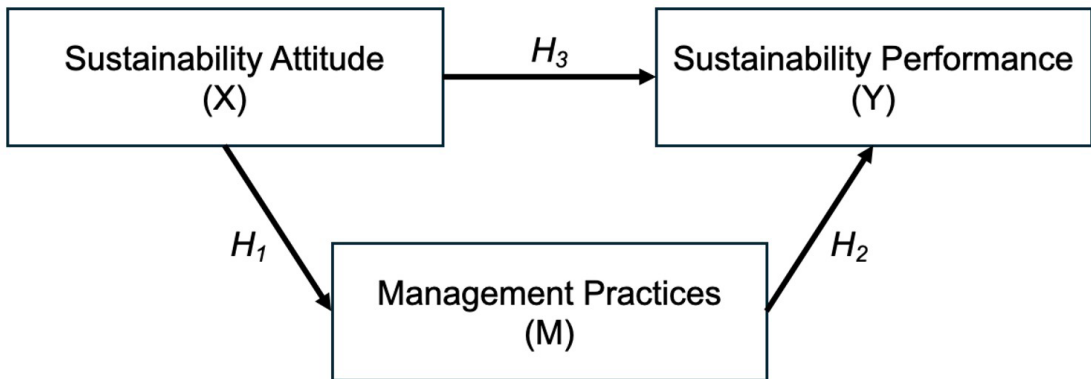 Sustainability Attitude
(X)
H3
Sustainability Performance
(Y)
H1
H2
Management Practices
(M)